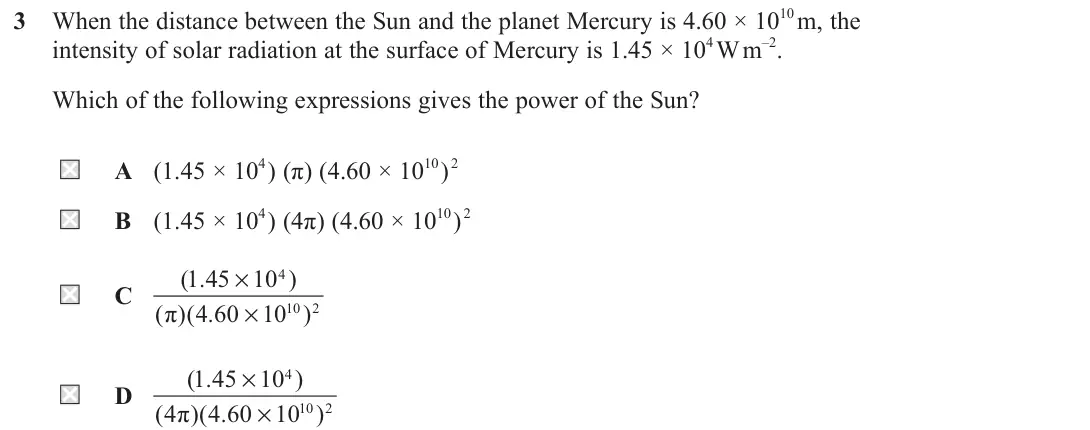 3 When the distance between the Sun and the planet Mercury is 4.60 × 10¹⁰ m, the
intensity of solar radiation at the surface of Mercury is 1.45 × 10⁴ W m⁻².
Which of the following expressions gives the power of the Sun?
A (1.45 × 10⁴) (π) (4.60 × 10¹⁰)²
B (1.45 × 10⁴) (4π) (4.60 × 10¹⁰)²
C (1.45 × 10⁴)
(π)(4.60 × 10¹⁰)²
D (1.45 × 10⁴)
(4π)(4.60 × 10¹⁰)²